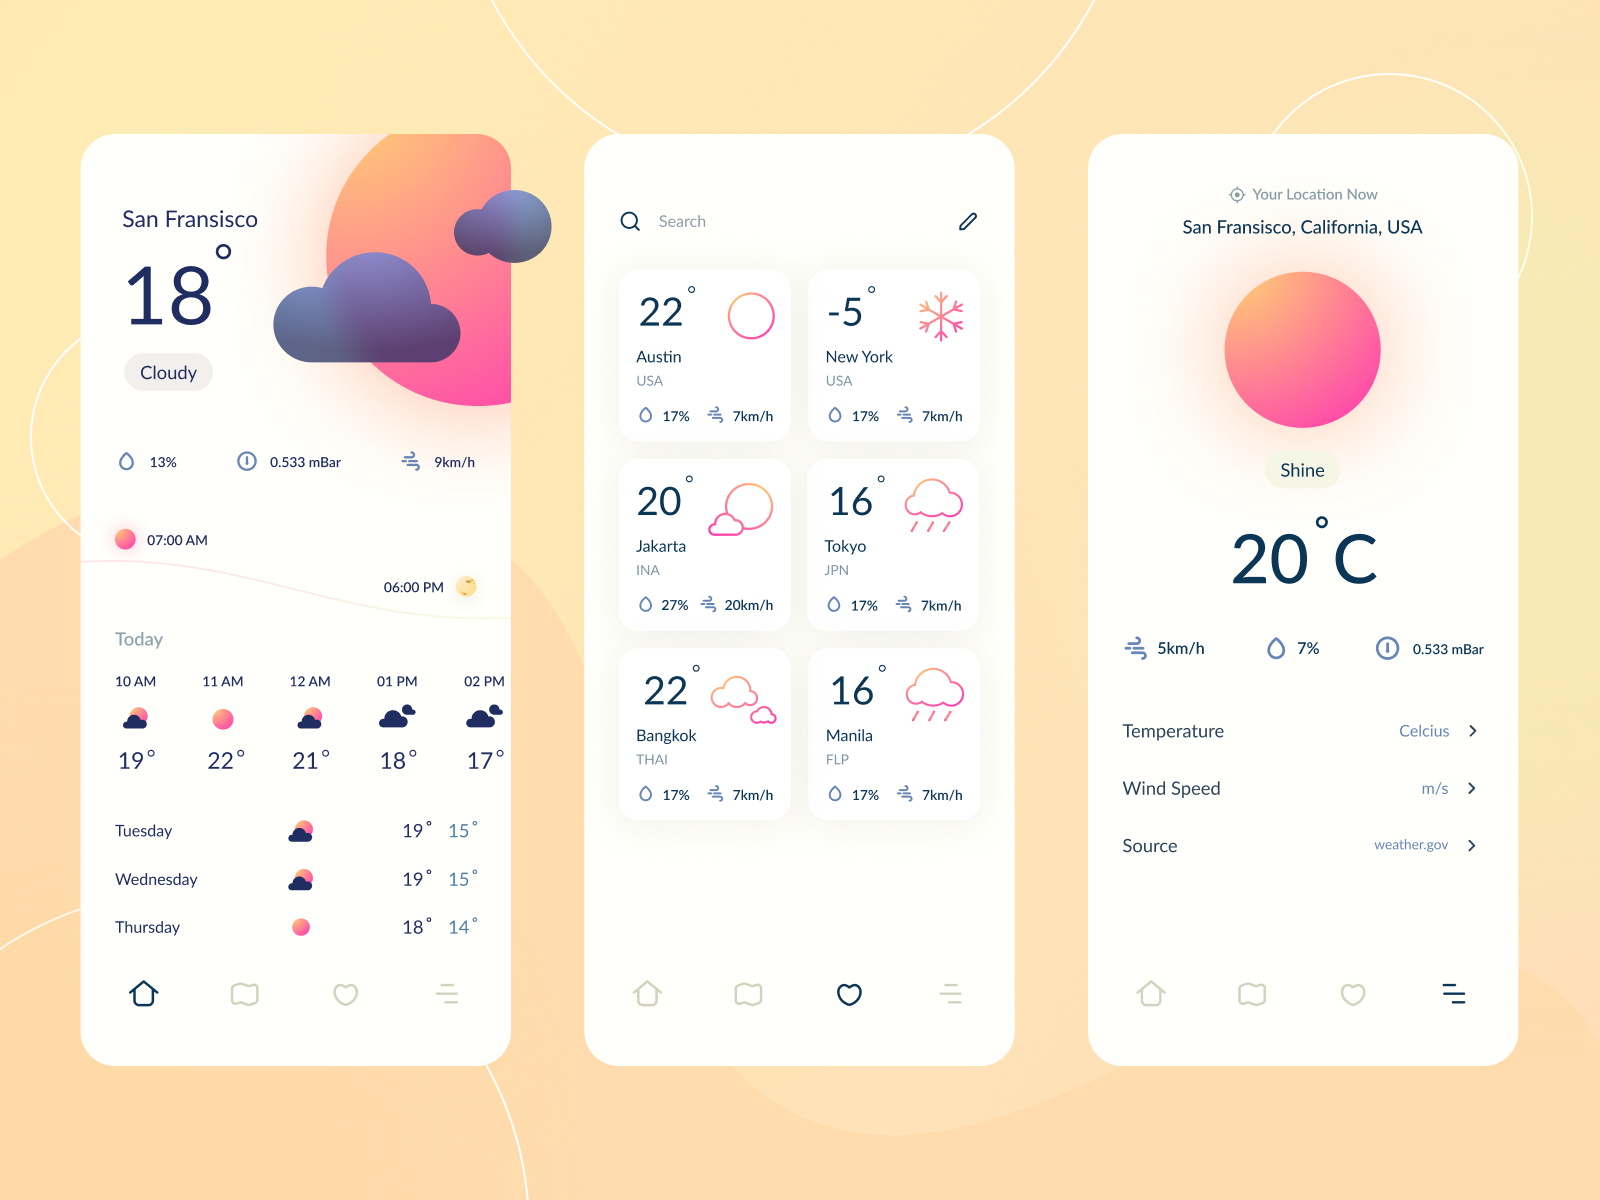 San Fransisco
18°
Cloudy
13% 0.533 mBar 9km/h
07:00 AM
06:00 PM
Today
10 AM 11 AM 12 AM 01 PM 02 PM
19° 22° 21° 18° 17°
Tuesday 19° 15°
Wednesday 19° 15°
Thursday 18° 14°
Search
22°
Austin
USA
17% 7km/h
-5°
New York
USA
17% 7km/h
20°
Jakarta
INA
27% 20km/h
16°
Tokyo
JPN
17% 7km/h
22°
Bangkok
THAI
17% 7km/h
16°
Manila
FLP
17% 7km/h
Your Location Now
San Fransisco, California, USA
Shine
20°C
5km/h 7% 0.533 mBar
Temperature Celcius
Wind Speed m/s
Source weather.gov